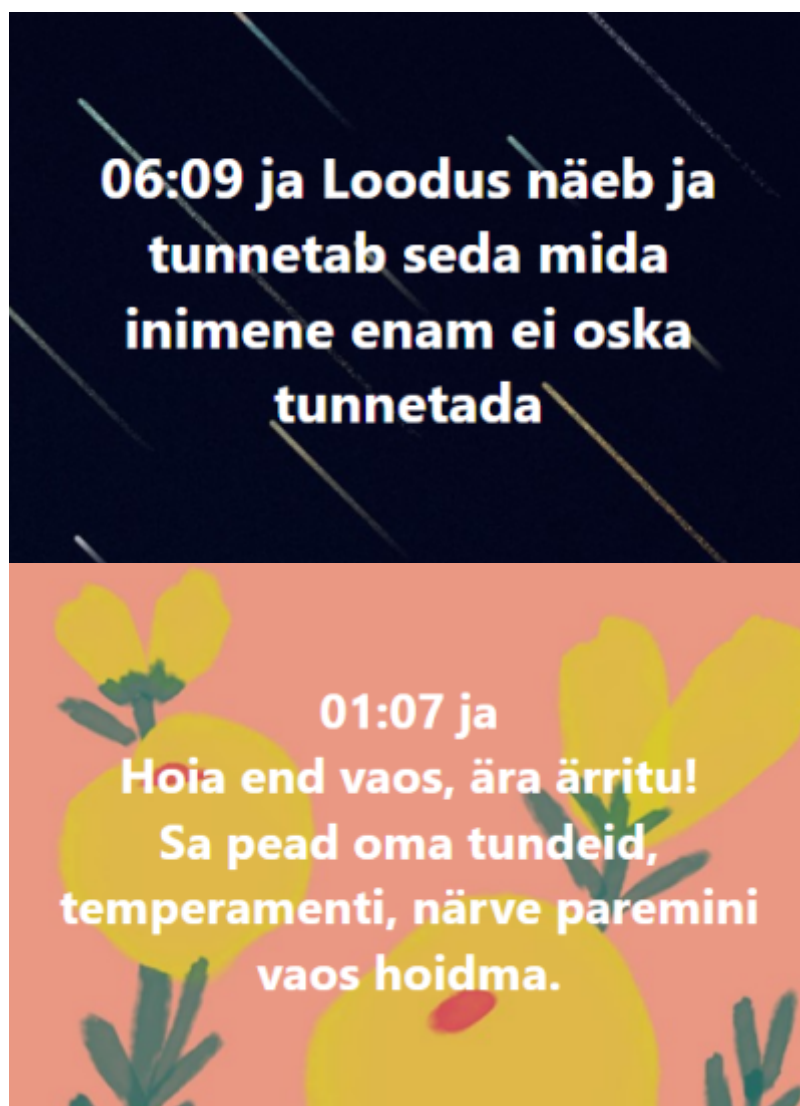 06:09 ja Loodus näeb ja
tunnetab seda mida
inimene enam ei oska
tunnetada
01:07 ja
Hoia end vaos, ära ärritu!
Sa pead oma tundeid,
temperamenti, närve paremini
vaos hoidma.